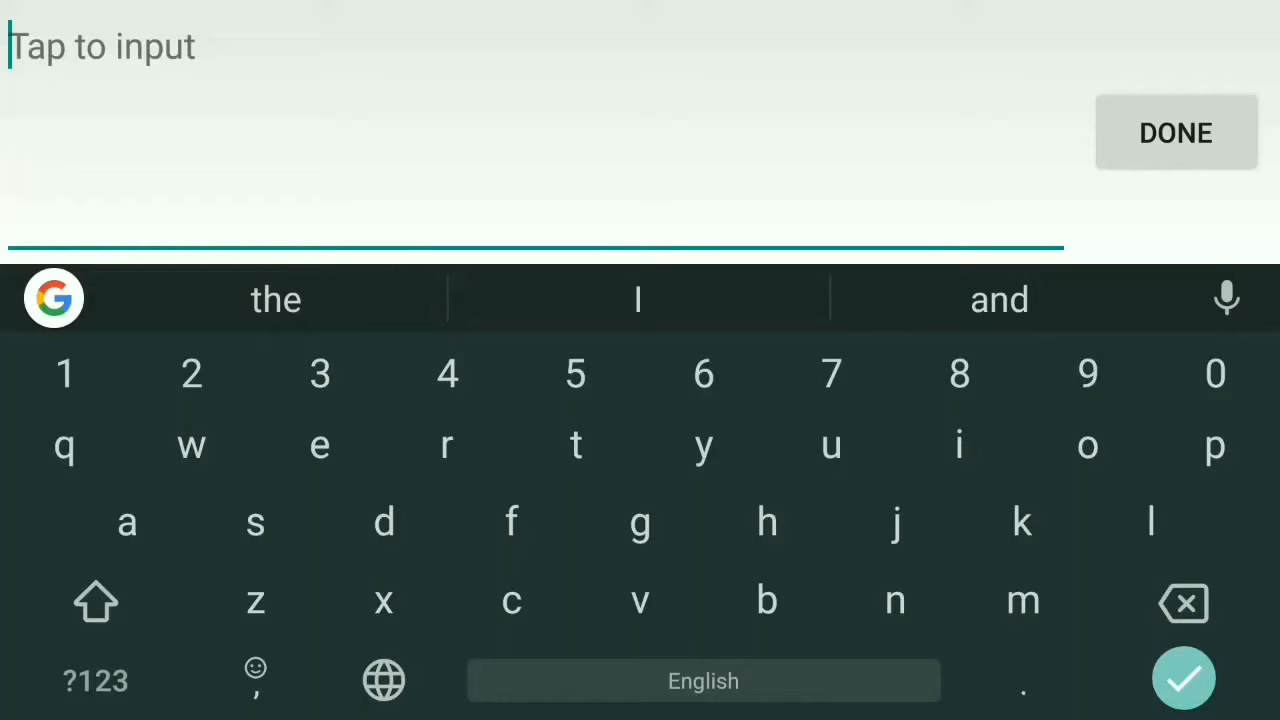 Tap to input
DONE
the I and
1 2 3 4 5 6 7 8 9 0
q w e r t y u i o p
a s d f g h j k l
z x c v b n m
?123 , English .